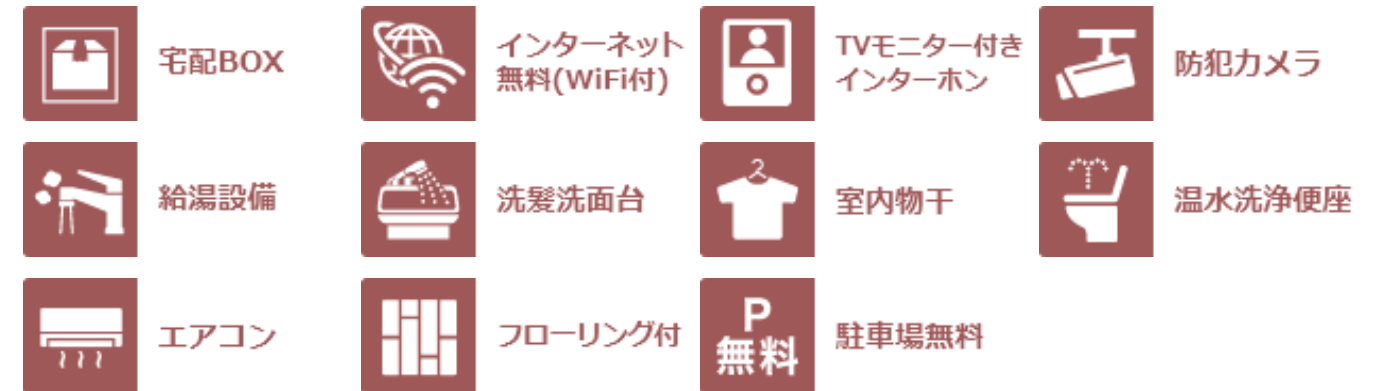 宅配BOX
インターネット
無料(WiFi付)
TVモニター付き
インターホン
防犯カメラ
給湯設備
洗髪洗面台
室内物干
温水洗浄便座
エアコン
フローリング付
P
無料
駐車場無料